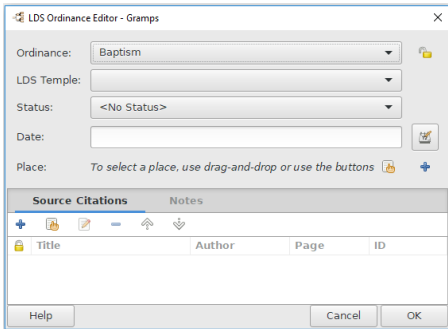 LDS Ordinance Editor - Gramps
Ordinance: Baptism
LDS Temple:
Status: <No Status>
Date:
Place: To select a place, use drag-and-drop or use the buttons
Source Citations Notes
Title Author Page ID
Help Cancel OK